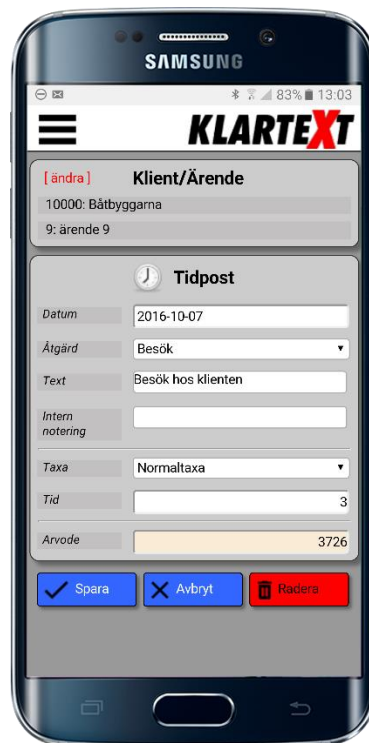 SAMSUNG
83% 13:03
KLARTEXT
[ändra] Klient/Ärende
10000: Båtbyggarna
9: ärende 9
Tidpost
Datum 2016-10-07
Åtgärd Besök
Text Besök hos klienten
Intern
notering
Taxa Normaltaxa
Tid 3
Arvode 3726
Spara Avbryt Radera